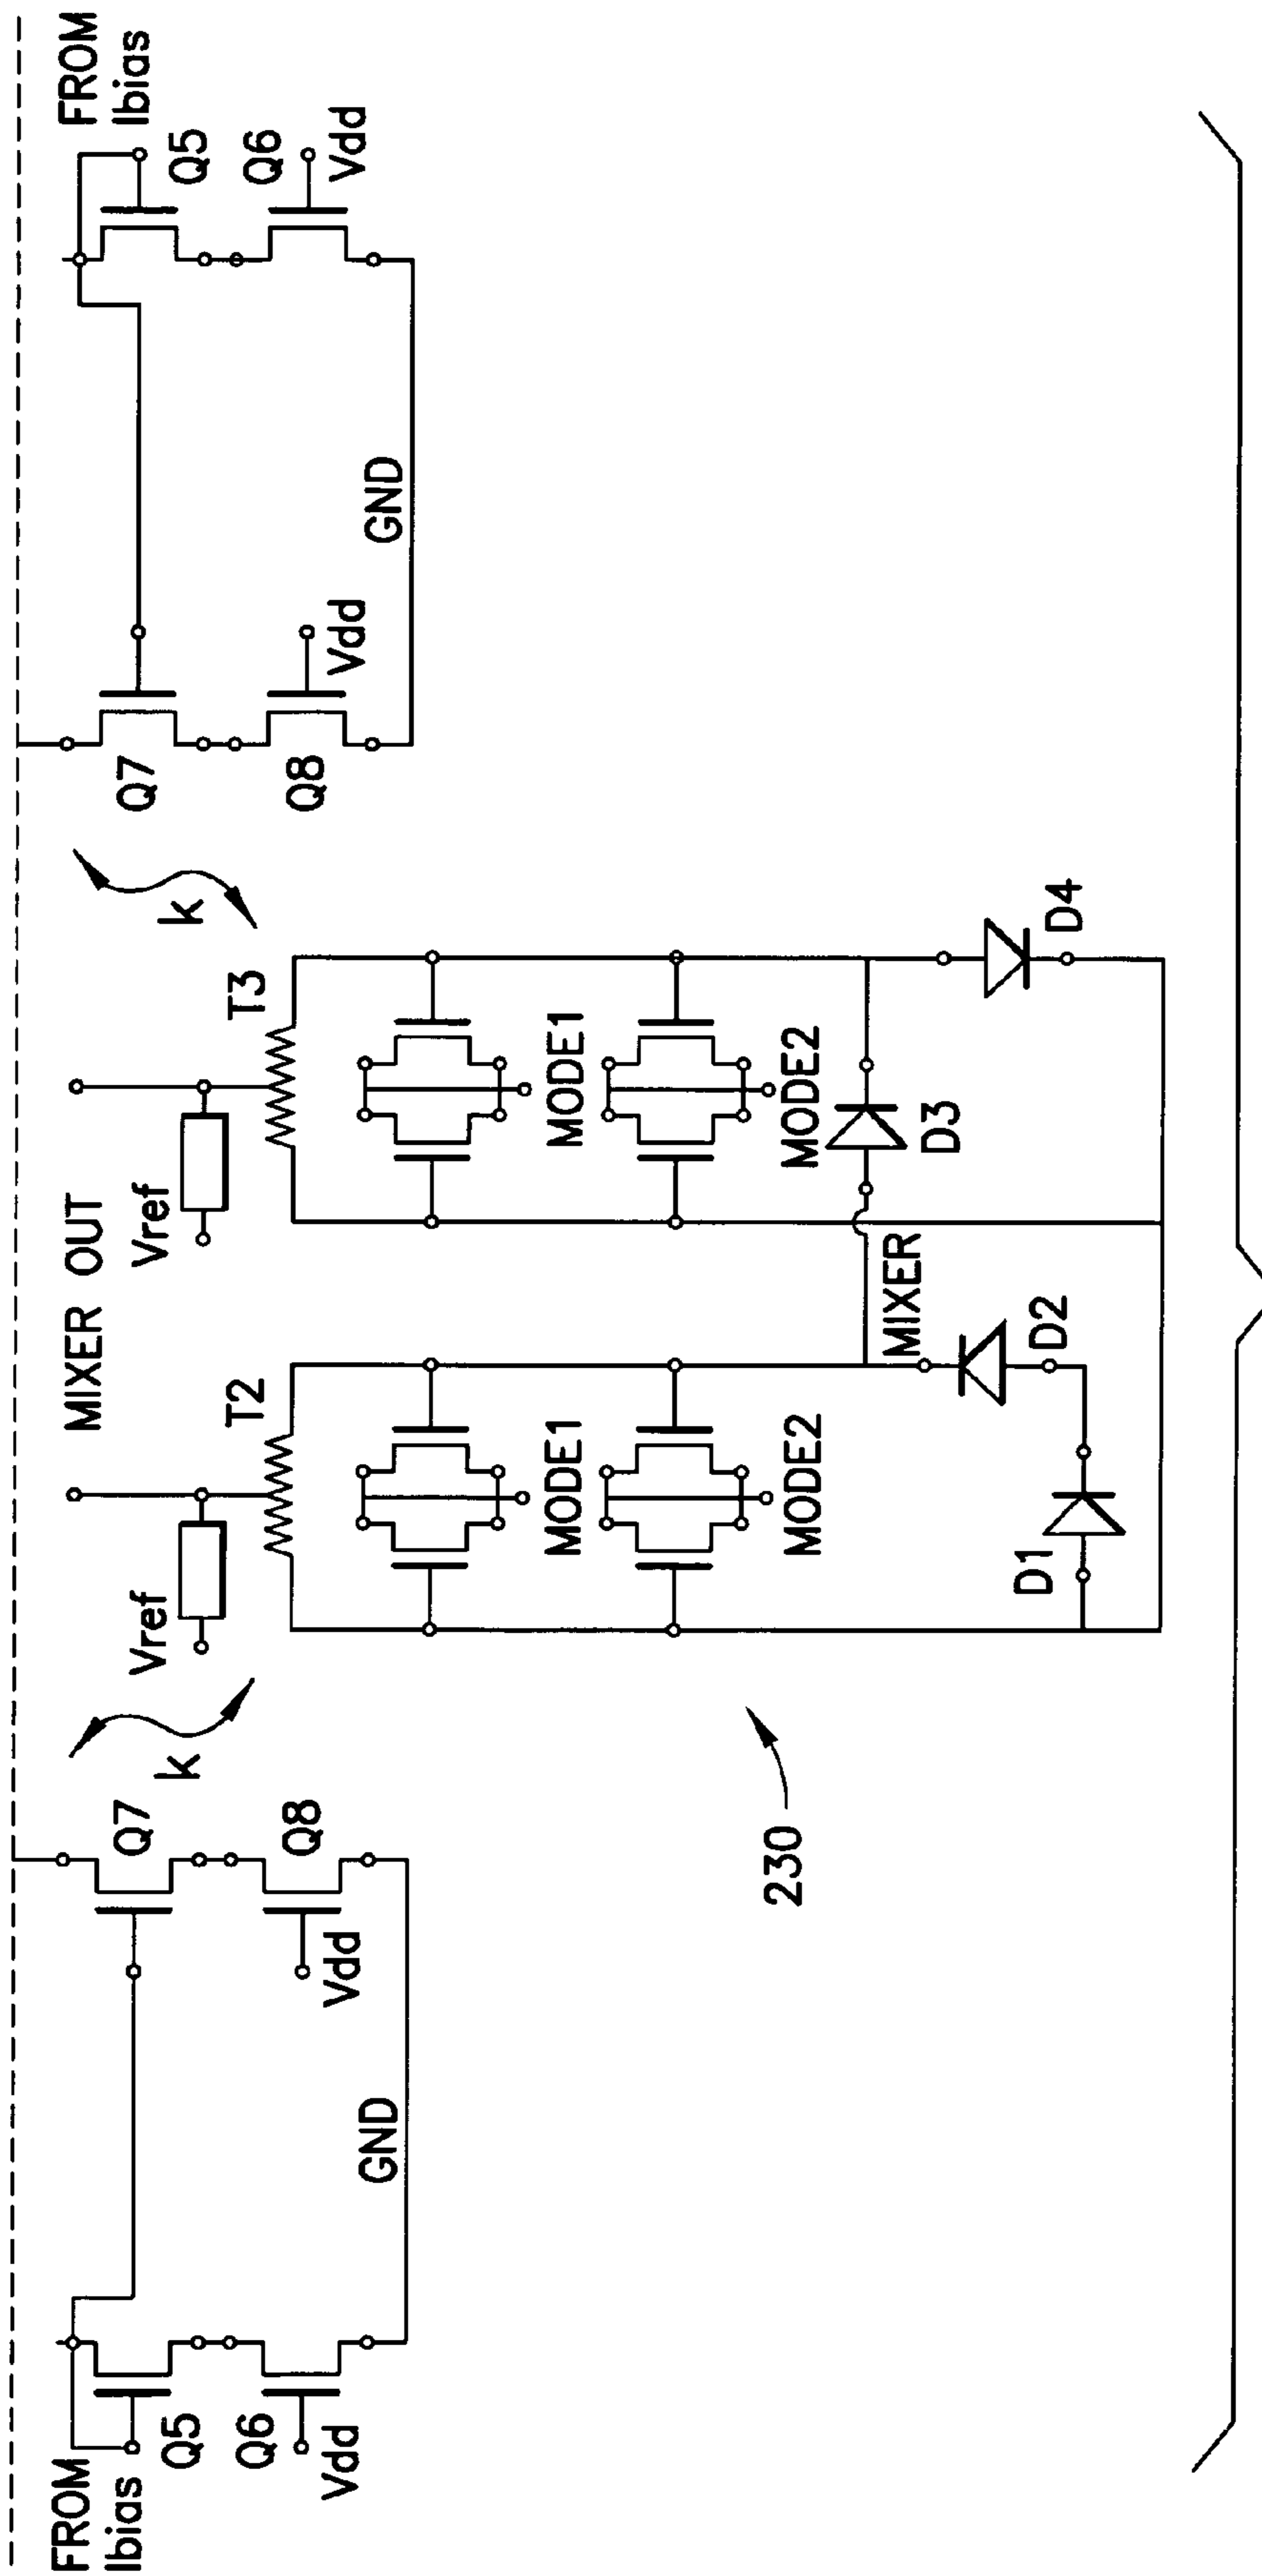 FROM
Ibias
MIXER OUT
FROM
Ibias
Q5
Q7
k
Vref
Vref
k
Q7
Q5
Q6
Q8
T2
T3
Q8
Q6
Vdd
Vdd
Vdd
Vdd
GND
GND
MODE1
MODE1
MODE2
MODE2
230
MIXER
D3
D1
D2
D4